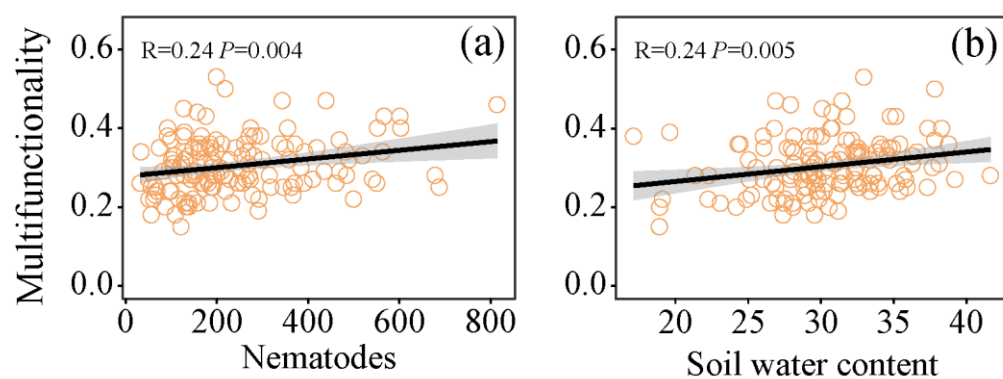 Multifunctionality
0.6
0.4
0.2
0.0
R=0.24 P=0.004
(a)
0 200 400 600 800
Nematodes
0.6
0.4
0.2
0.0
R=0.24 P=0.005
(b)
20 25 30 35 40
Soil water content